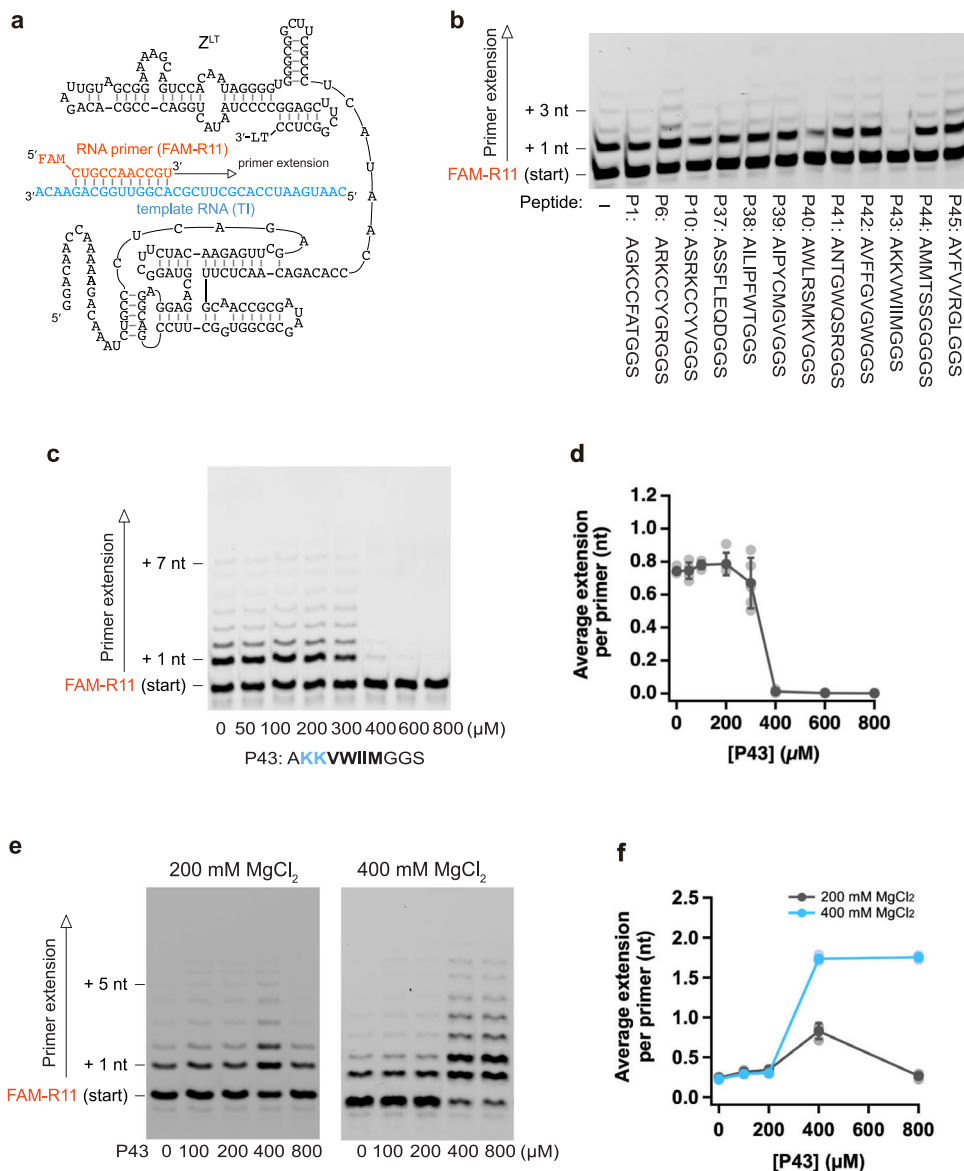 a
Z^LT
3′-LT
5′
FAM
RNA primer (FAM-R11)
3′
CUGCCAACCGU
primer extension
3′ACAAGACGGUUGGCACGCUUCGCACCUAAGUAAC5′
template RNA (TI)
5′
b
Primer extension
+ 3 nt
+ 1 nt
FAM-R11 (start)
Peptide:
–
P1: AGKCCFATGGS
P6: ARKCCYGRGGS
P10: ASRKCCYVGGS
P37: ASSFLEQDGGS
P38: AILIPFWTGGS
P39: AIPYCMGVGGS
P40: AWLRSMKVGGS
P41: ANTGWQSRGGS
P42: AVFFGVGWGGS
P43: AKKVWIIMGGS
P44: AMMTSSGGGGS
P45: AYFVVRGLGGS
c
Primer extension
+ 7 nt
+ 1 nt
FAM-R11 (start)
0 50 100 200 300 400 600 800 (µM)
P43: AKKVWIIMGGS
d
Average extension
per primer (nt)
1.2
1.0
0.8
0.6
0.4
0.2
0.0
0 200 400 600 800
[P43] (µM)
e
200 mM MgCl₂ 400 mM MgCl₂
Primer extension
+ 5 nt
+ 1 nt
FAM-R11 (start)
P43 0 100 200 400 800 0 100 200 400 800 (µM)
f
200 mM MgCl₂
400 mM MgCl₂
Average extension
per primer (nt)
2.5
2.0
1.5
1.0
0.5
0.0
0 200 400 600 800
[P43] (µM)